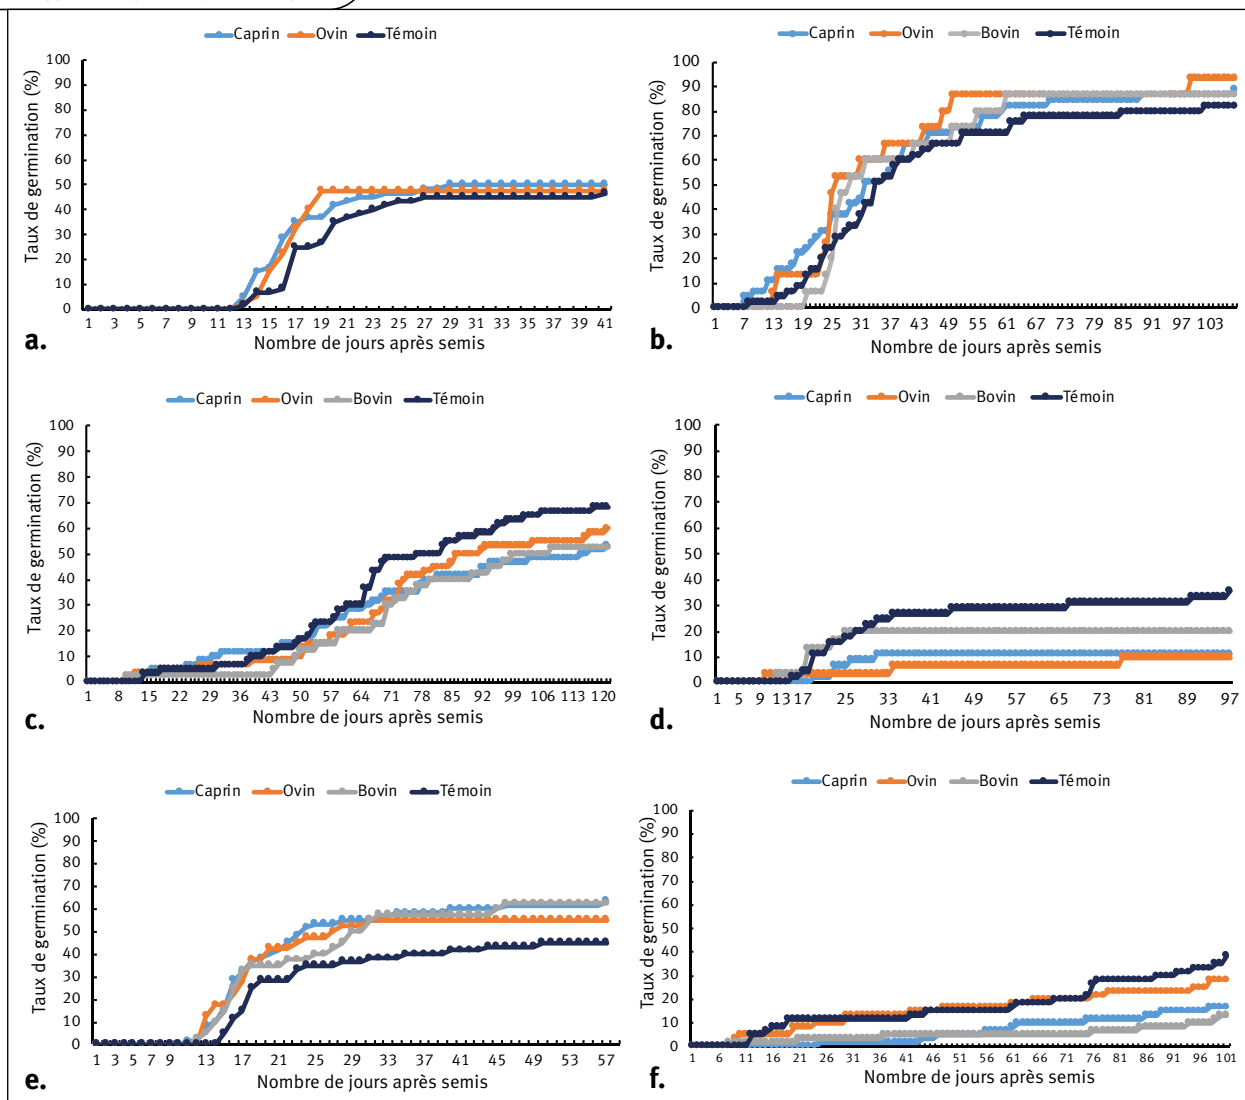 Caprin Ovin Témoin
Taux de germination (%)
100
90
80
70
60
50
40
30
20
10
0
1 3 5 7 9 11 13 15 17 19 21 23 25 27 29 31 33 35 37 39 41
Nombre de jours après semis
a.
Caprin Ovin Bovin Témoin
Taux de germination (%)
100
90
80
70
60
50
40
30
20
10
0
1 7 13 19 25 31 37 43 49 55 61 67 73 79 85 91 97 103
Nombre de jours après semis
b.
Caprin Ovin Bovin Témoin
Taux de germination (%)
100
90
80
70
60
50
40
30
20
10
0
1 8 15 22 29 36 43 50 57 64 71 78 85 92 99 106 113 120
Nombre de jours après semis
c.
Caprin Ovin Bovin Témoin
Taux de germination (%)
100
90
80
70
60
50
40
30
20
10
0
1 5 9 13 17 25 33 41 49 57 65 73 81 89 97
Nombre de jours après semis
d.
Caprin Ovin Bovin Témoin
Taux de germination (%)
100
90
80
70
60
50
40
30
20
10
0
1 3 5 7 9 13 17 21 25 29 33 37 41 45 49 53 57
Nombre de jours après semis
e.
Caprin Ovin Bovin Témoin
Taux de germination (%)
100
90
80
70
60
50
40
30
20
10
0
1 6 11 16 21 26 31 36 41 46 51 56 61 66 71 76 81 86 91 96 101
Nombre de jours après semis
f.